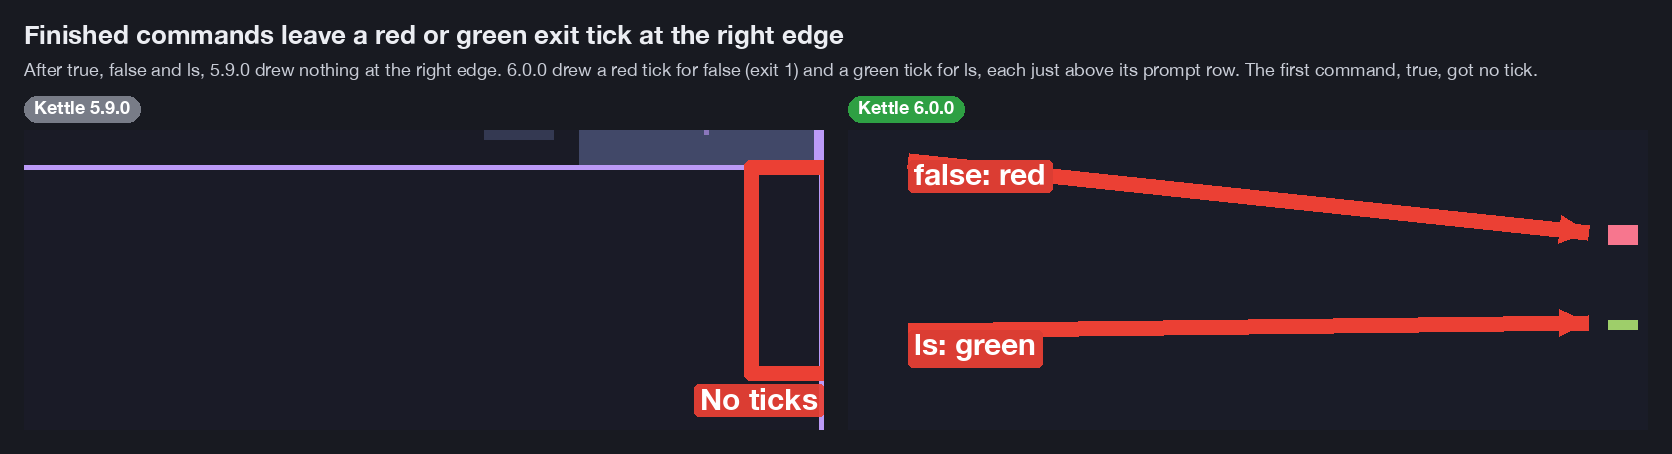 Finished commands leave a red or green exit tick at the right edge
After true, false and ls, 5.9.0 drew nothing at the right edge. 6.0.0 drew a red tick for false (exit 1) and a green tick for ls, each just above its prompt row. The first command, true, got no tick.
Kettle 5.9.0
Kettle 6.0.0
false: red
ls: green
No ticks